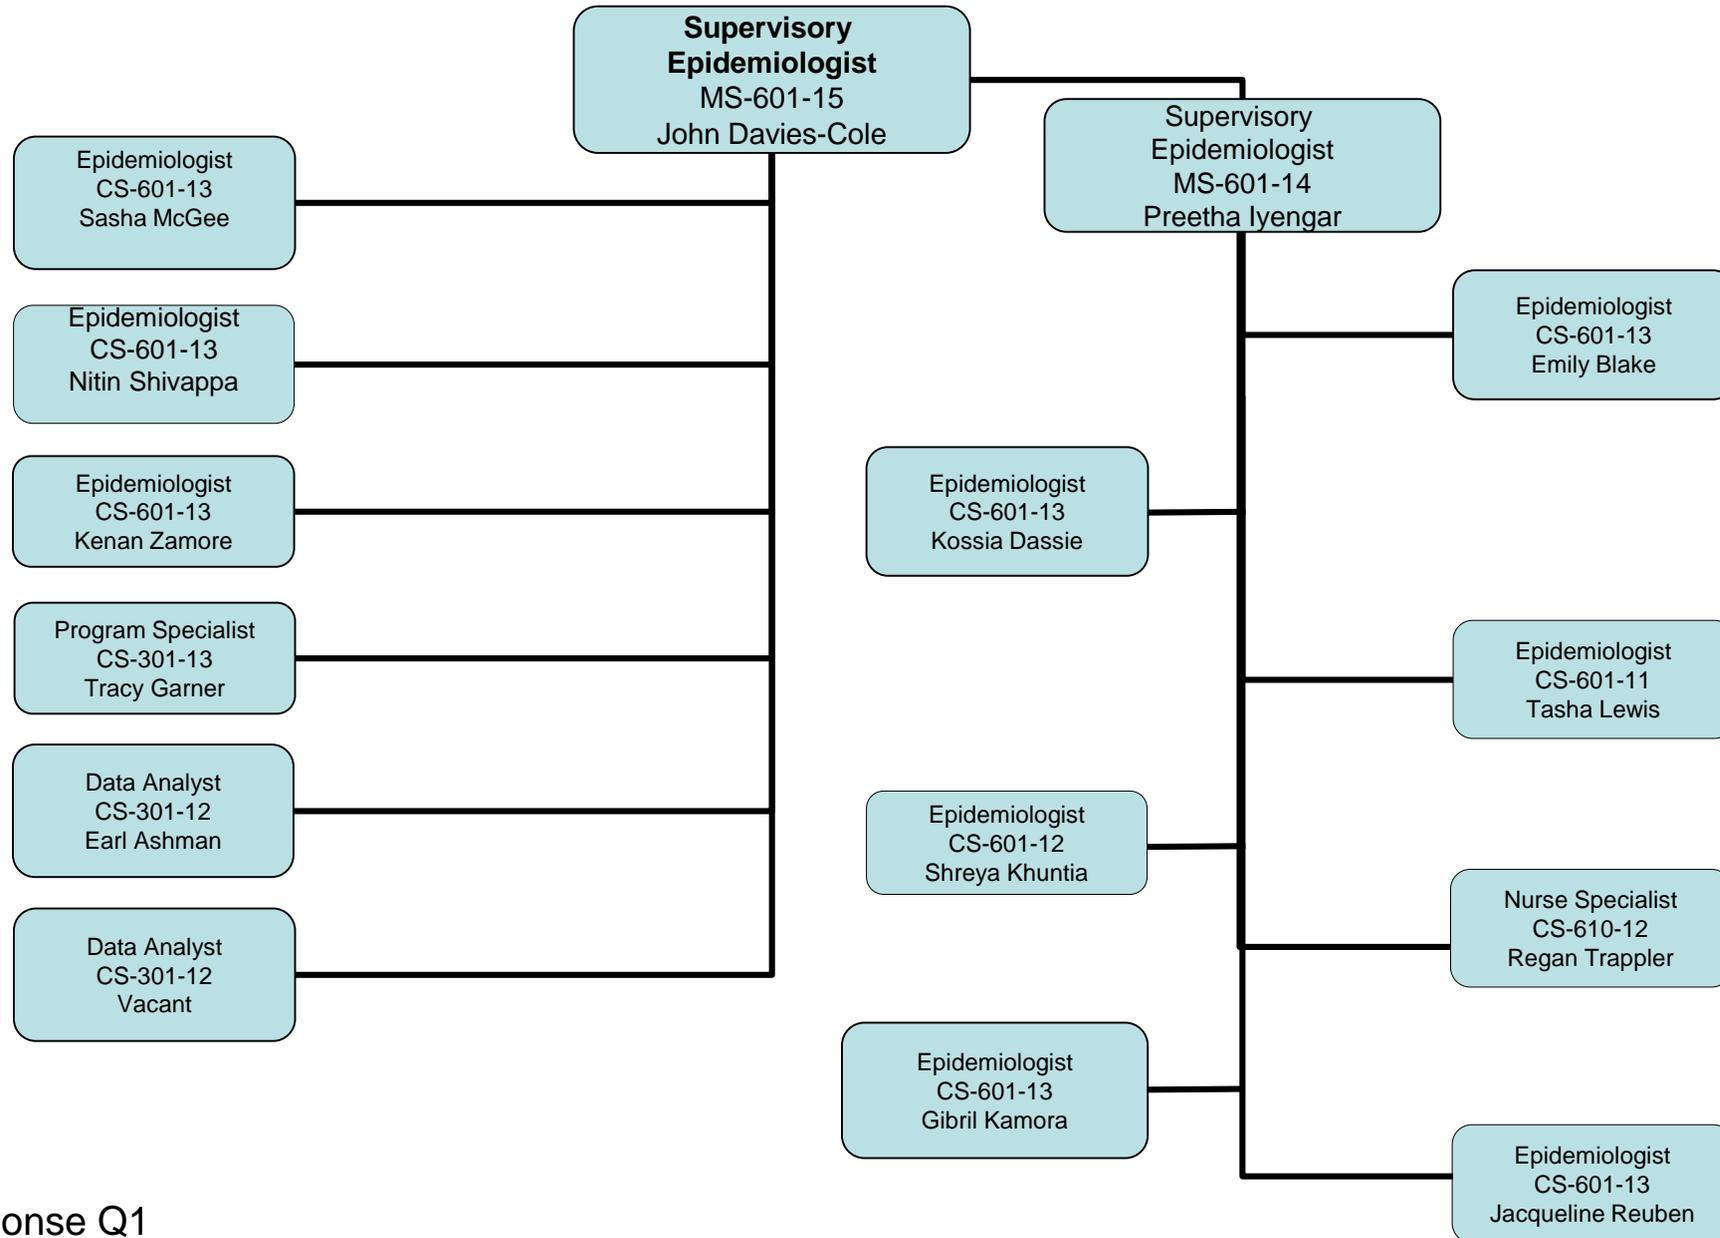 Supervisory
Epidemiologist
MS-601-15
John Davies-Cole
Supervisory
Epidemiologist
MS-601-14
Preetha Iyengar
Epidemiologist
CS-601-13
Sasha McGee
Epidemiologist
CS-601-13
Nitin Shivappa
Epidemiologist
CS-601-13
Kenan Zamore
Program Specialist
CS-301-13
Tracy Garner
Data Analyst
CS-301-12
Earl Ashman
Data Analyst
CS-301-12
Vacant
Epidemiologist
CS-601-13
Emily Blake
Epidemiologist
CS-601-13
Kossia Dassie
Epidemiologist
CS-601-11
Tasha Lewis
Epidemiologist
CS-601-12
Shreya Khuntia
Nurse Specialist
CS-610-12
Regan Trappler
Epidemiologist
CS-601-13
Gibril Kamora
Epidemiologist
CS-601-13
Jacqueline Reuben
onse Q1